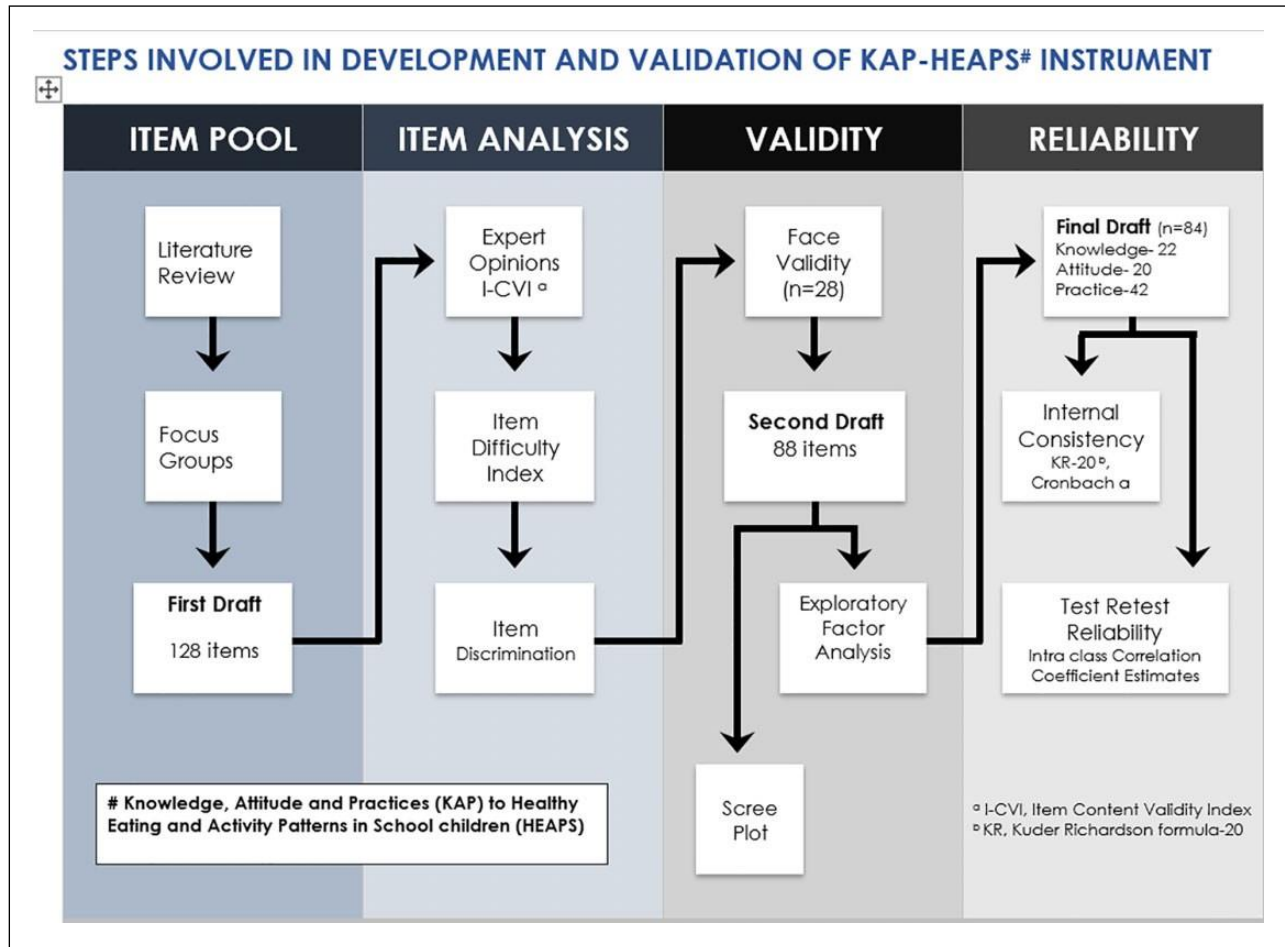 STEPS INVOLVED IN DEVELOPMENT AND VALIDATION OF KAP-HEAPS# INSTRUMENT
ITEM POOL
Literature
Review
Focus
Groups
First Draft
128 items
ITEM ANALYSIS
Expert
Opinions
I-CVI a
Item
Difficulty
Index
Item
Discrimination
VALIDITY
Face
Validity
(n=28)
Second Draft
88 items
Exploratory
Factor
Analysis
Scree
Plot
RELIABILITY
Final Draft (n=84)
Knowledge- 22
Attitude- 20
Practice-42
Internal
Consistency
KR-20 b,
Cronbach a
Test Retest
Reliability
Intra class Correlation
Coefficient Estimates
# Knowledge, Attitude and Practices (KAP) to Healthy
Eating and Activity Patterns in School children (HEAPS)
a I-CVI, Item Content Validity Index
b KR, Kuder Richardson formula-20